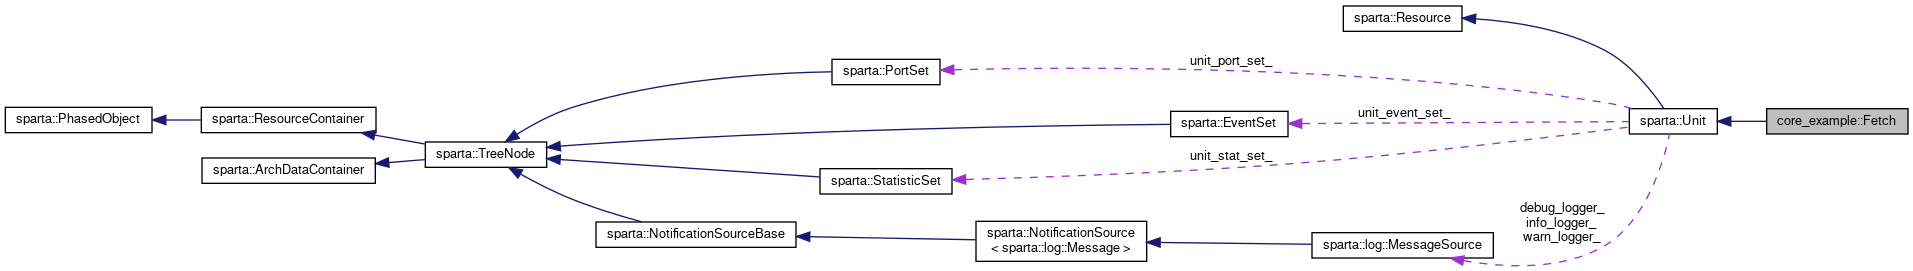 sparta::Resource
unit_port_set_
sparta::PortSet
sparta::PhasedObject
sparta::ResourceContainer
unit_event_set_
sparta::EventSet
sparta::Unit
core_example::Fetch
sparta::TreeNode
unit_stat_set_
sparta::ArchDataContainer
sparta::StatisticSet
debug_logger_
info_logger_
warn_logger_
sparta::NotificationSourceBase
sparta::NotificationSource
< sparta::log::Message >
sparta::log::MessageSource